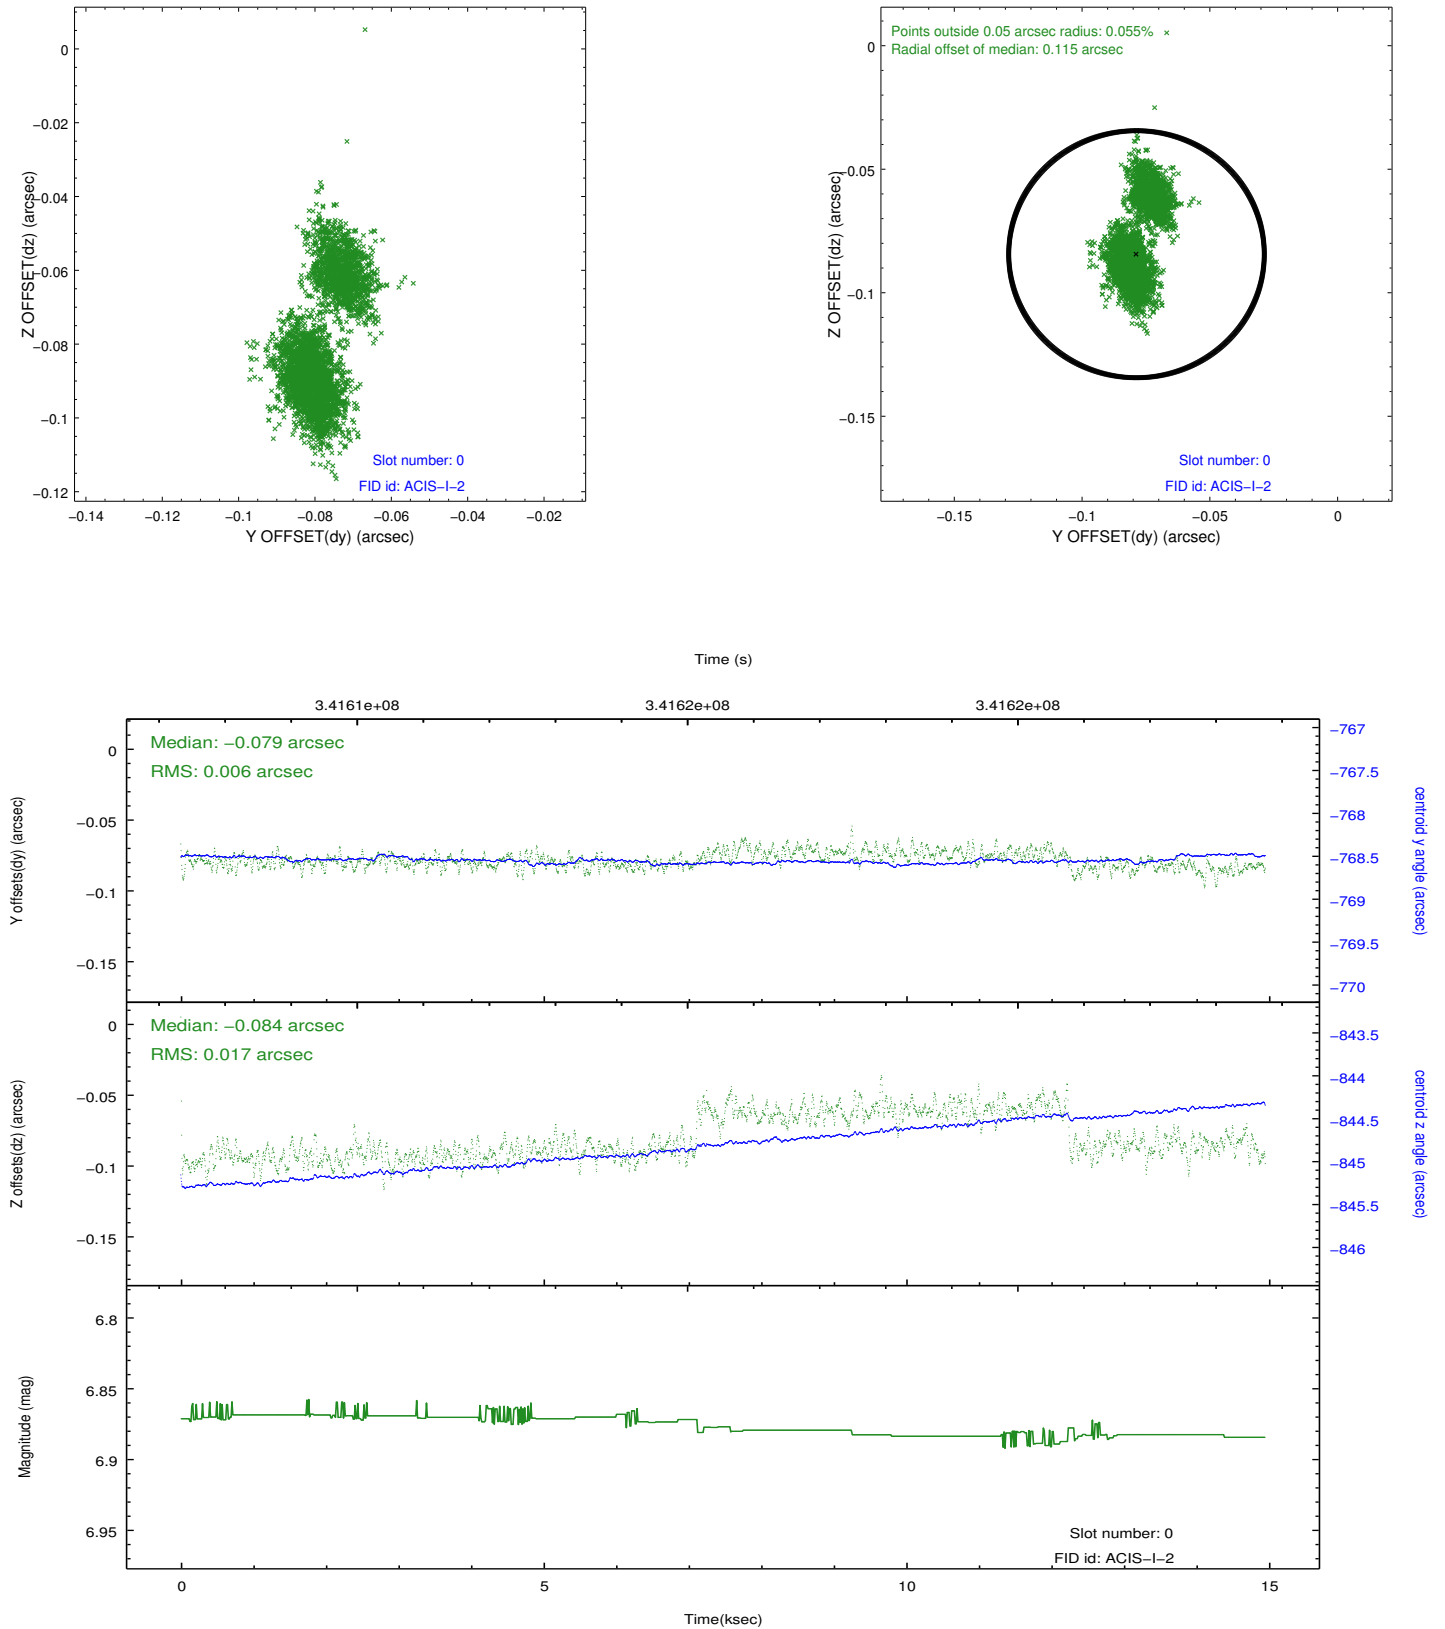 0
−0.02
−0.04
−0.06
−0.08
−0.1
−0.12
Z OFFSET(dz) (arcsec)
Slot number: 0
FID id: ACIS−I−2
−0.14
−0.12
−0.1
−0.08
−0.06
−0.04
−0.02
Y OFFSET(dy) (arcsec)
Points outside 0.05 arcsec radius: 0.055%
Radial offset of median: 0.115 arcsec
0
−0.05
−0.1
−0.15
Z OFFSET(dz) (arcsec)
Slot number: 0
FID id: ACIS−I−2
−0.15
−0.1
−0.05
0
Y OFFSET(dy) (arcsec)
Time (s)
3.4161e+08
3.4162e+08
3.4162e+08
Median: −0.079 arcsec
RMS: 0.006 arcsec
0
−0.05
−0.1
−0.15
Y offsets(dy) (arcsec)
−767
−767.5
−768
−768.5
−769
−769.5
−770
centroid y angle (arcsec)
Median: −0.084 arcsec
RMS: 0.017 arcsec
0
−0.05
−0.1
−0.15
Z offsets(dz) (arcsec)
−843.5
−844
−844.5
−845
−845.5
−846
centroid z angle (arcsec)
6.8
6.85
6.9
6.95
Magnitude (mag)
Slot number: 0
FID id: ACIS−I−2
0
5
10
15
Time(ksec)